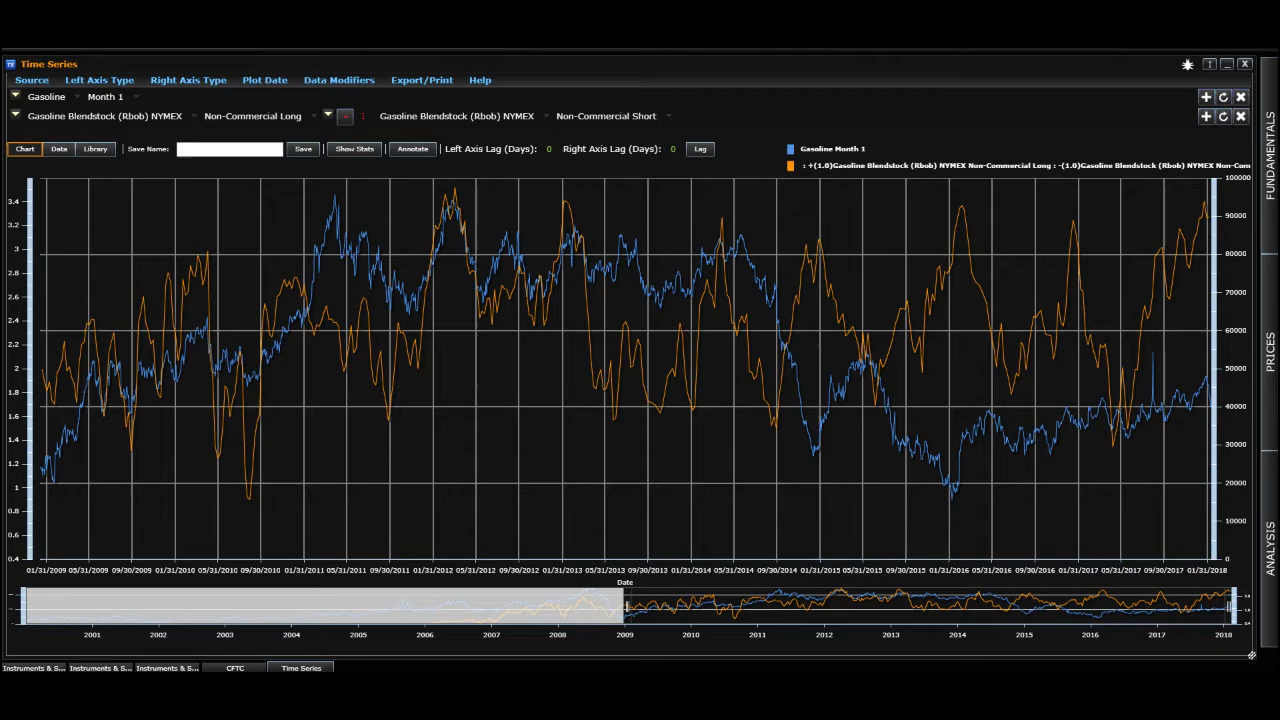 Time Series
Source Left Axis Type Right Axis Type Plot Date Data Modifiers Export/Print Help
Gasoline Month 1
Gasoline Blendstock (Rbob) NYMEX Non-Commercial Long - 1 Gasoline Blendstock (Rbob) NYMEX Non-Commercial Short
Chart Data Library Save Name: Save Show Stats Annotate Left Axis Lag (Days): 0 Right Axis Lag (Days): 0 Lag
Gasoline Month 1
: +(1.0)Gasoline Blendstock (Rbob) NYMEX Non-Commercial Long : -(1.0)Gasoline Blendstock (Rbob) NYMEX Non-Com
100000
3.4
90000
3.2
3
80000
2.8
2.6
70000
2.4
60000
2.2
2
50000
1.8
40000
1.6
1.4
30000
1.2
1
20000
0.8
10000
0.6
0.4
0
01/31/2009 05/31/2009 09/30/2009 01/31/2010 05/31/2010 09/30/2010 01/31/2011 05/31/2011 09/30/2011 01/31/2012 05/31/2012 09/30/2012 01/31/2013 05/31/2013 09/30/2013 01/31/2014 05/31/2014 09/30/2014 01/31/2015 05/31/2015 09/30/2015 01/31/2016 05/31/2016 09/30/2016 01/31/2017 05/31/2017 09/30/2017 01/31/2018
Date
2001 2002 2003 2004 2005 2006 2007 2008 2009 2010 2011 2012 2013 2014 2015 2016 2017 2018
Instruments & S... Instruments & S... Instruments & S... CFTC Time Series
FUNDAMENTALS
PRICES
ANALYSIS